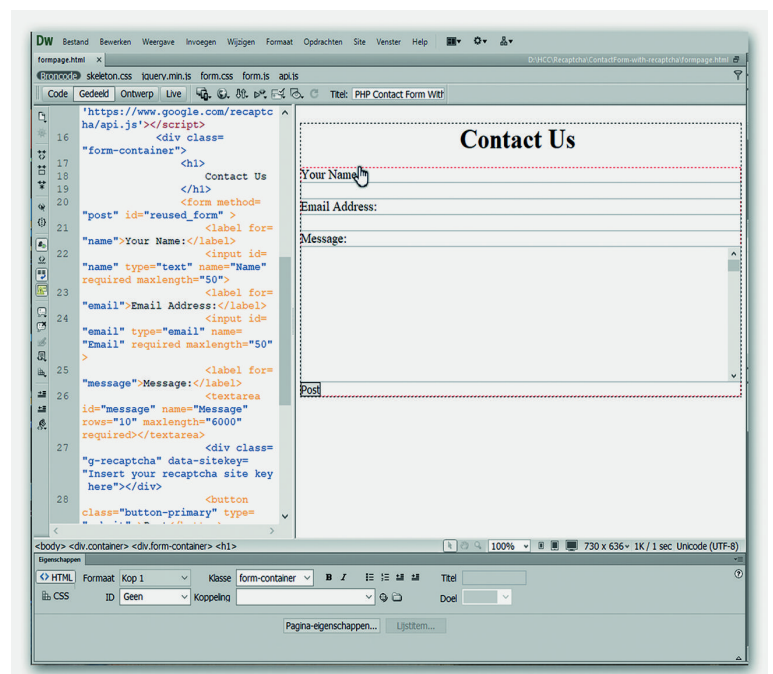 DW Bestand Bewerken Weergave Invoegen Wijzigen Formaat Opdrachten Site Venster Help
formpage.html x D:\HCC\Recaptcha\ContactForm-with-recaptcha\formpage.html
Broncode skeleton.css jquery.min.js form.css form.js api.js
Code Gedeeld Ontwerp Live Titel: PHP Contact Form With
'https://www.google.com/recaptc
ha/api.js'></script>
16 <div class=
"form-container">
17 <h1>
18 Contact Us
19 </h1>
20 <form method=
"post" id="reused_form" >
21 <label for=
"name">Your Name:</label>
22 <input id=
"name" type="text" name="Name"
required maxlength="50">
23 <label for=
"email">Email Address:</label>
24 <input id=
"email" type="email" name=
"Email" required maxlength="50"
>
25 <label for=
"message">Message:</label>
26 <textarea
id="message" name="Message"
rows="10" maxlength="6000"
required></textarea>
27 <div class=
"g-recaptcha" data-sitekey=
"Insert your recaptcha site key
here"></div>
28 <button
class="button-primary" type=
Contact Us
Your Name
Email Address:
Message:
Post
<body> <div.container> <div.form-container> <h1> 100% 730 x 636 1K / 1 sec Unicode (UTF-8)
Eigenschappen
<> HTML Formaat Kop 1 Klasse form-container B I Titel
CSS ID Geen Koppeling Doel
Pagina-eigenschappen... Lijstitem...